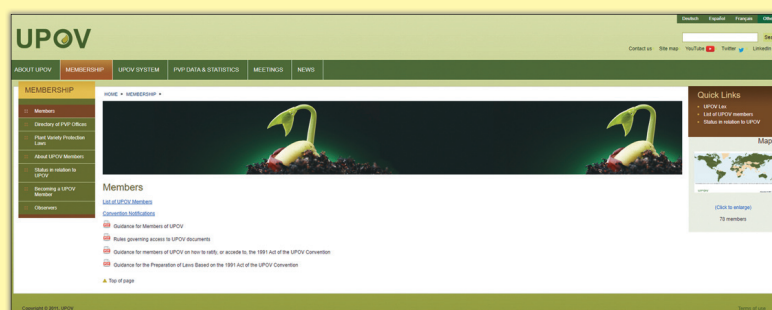 Deutsch Español Français
UPOV
Contact us Site map YouTube Twitter LinkedIn
ABOUT UPOV MEMBERSHIP UPOV SYSTEM PVP DATA & STATISTICS MEETINGS NEWS
MEMBERSHIP
Members
Directory of PVP Offices
Plant Variety Protection
Laws
About UPOV Members
Status in relation to
UPOV
Becoming a UPOV
Member
Observers
HOME MEMBERSHIP
Members
List of UPOV Members
Convention Notifications
Guidance for Members of UPOV
Rules governing access to UPOV documents
Guidance for members of UPOV on how to ratify, or accede to, the 1991 Act of the UPOV Convention
Guidance for the Preparation of Laws Based on the 1991 Act of the UPOV Convention
Top of page
Quick Links
UPOV Lex
List of UPOV members
Status in relation to UPOV
Map
(Click to enlarge)
Copyright © 2011, UPOV
Terms of use